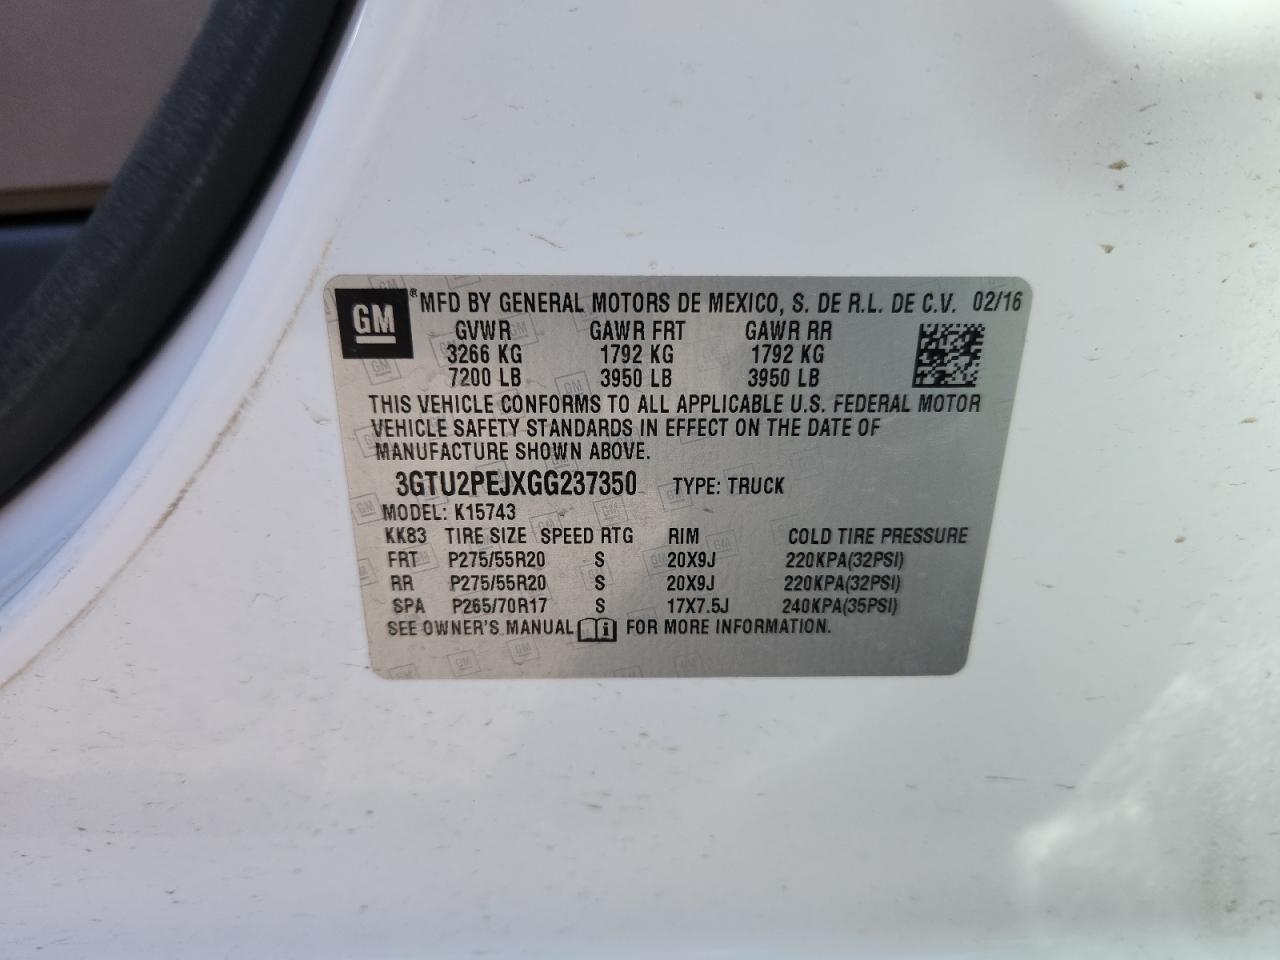 GM ® MFD BY GENERAL MOTORS DE MEXICO, S. DE R.L. DE C.V. 02/16
GVWR GAWR FRT GAWR RR
3266 KG 1792 KG 1792 KG
7200 LB 3950 LB 3950 LB
THIS VEHICLE CONFORMS TO ALL APPLICABLE U.S. FEDERAL MOTOR
VEHICLE SAFETY STANDARDS IN EFFECT ON THE DATE OF
MANUFACTURE SHOWN ABOVE.
3GTU2PEJXGG237350 TYPE: TRUCK
MODEL: K15743
KK83 TIRE SIZE SPEED RTG RIM COLD TIRE PRESSURE
FRT P275/55R20 S 20X9J 220KPA(32PSI)
RR P275/55R20 S 20X9J 220KPA(32PSI)
SPA P265/70R17 S 17X7.5J 240KPA(35PSI)
SEE OWNER'S MANUAL FOR MORE INFORMATION.